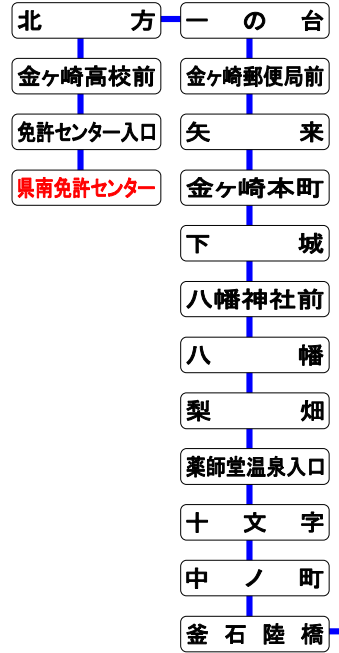 北方
金ヶ崎高校前
免許センター入口
県南免許センター
一の台
金ヶ崎郵便局前
矢来
金ヶ崎本町
下城
八幡神社前
八幡
梨畑
薬師堂温泉入口
十文字
中ノ町
釜石陸橋